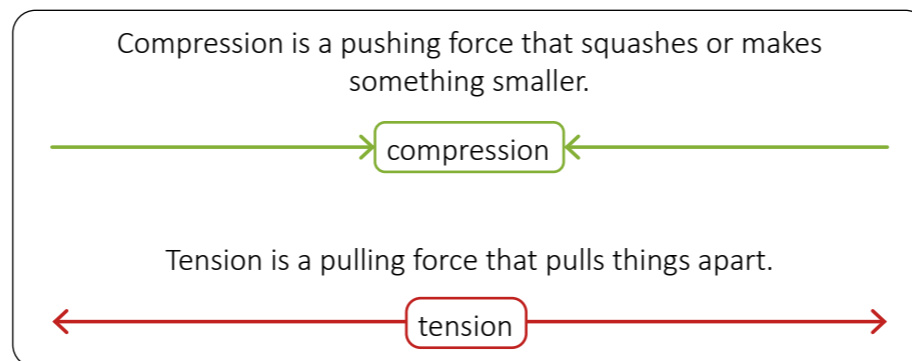 Compression is a pushing force that squashes or makes
something smaller.
compression
Tension is a pulling force that pulls things apart.
tension